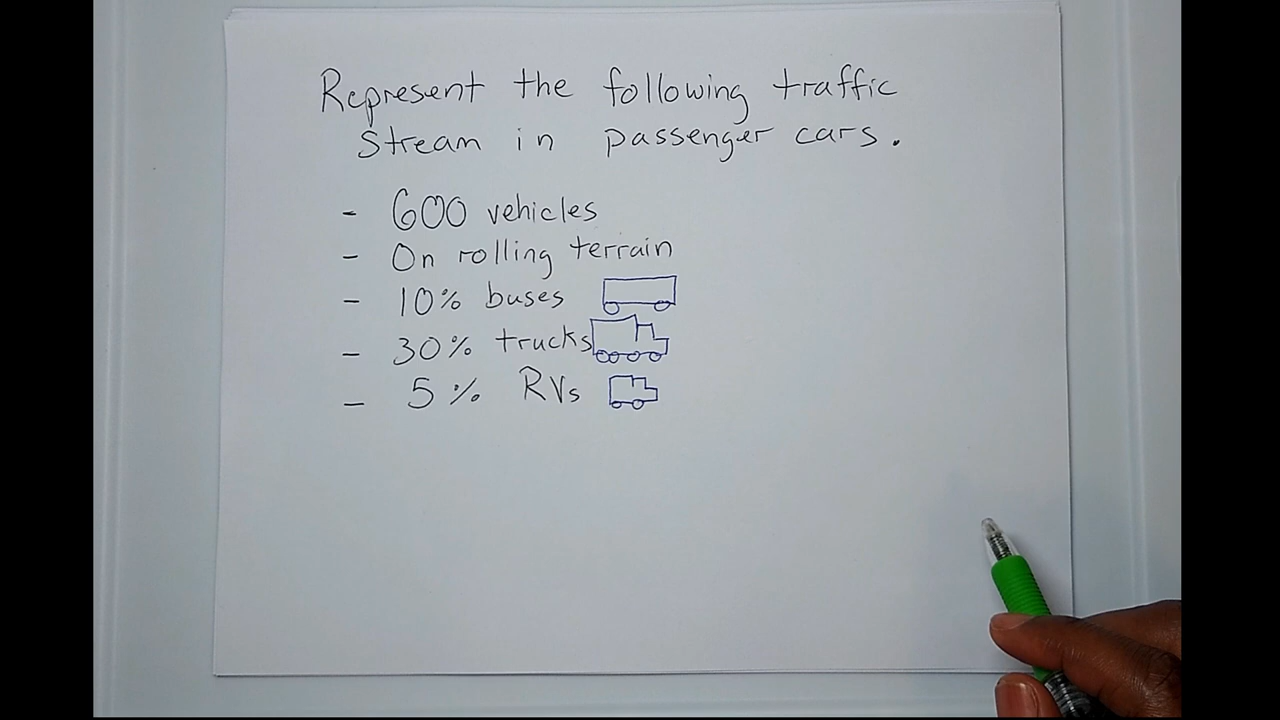 Represent the following traffic
stream in passenger cars.
- 600 vehicles
- On rolling terrain
- 10% buses
- 30% trucks
- 5% RVs